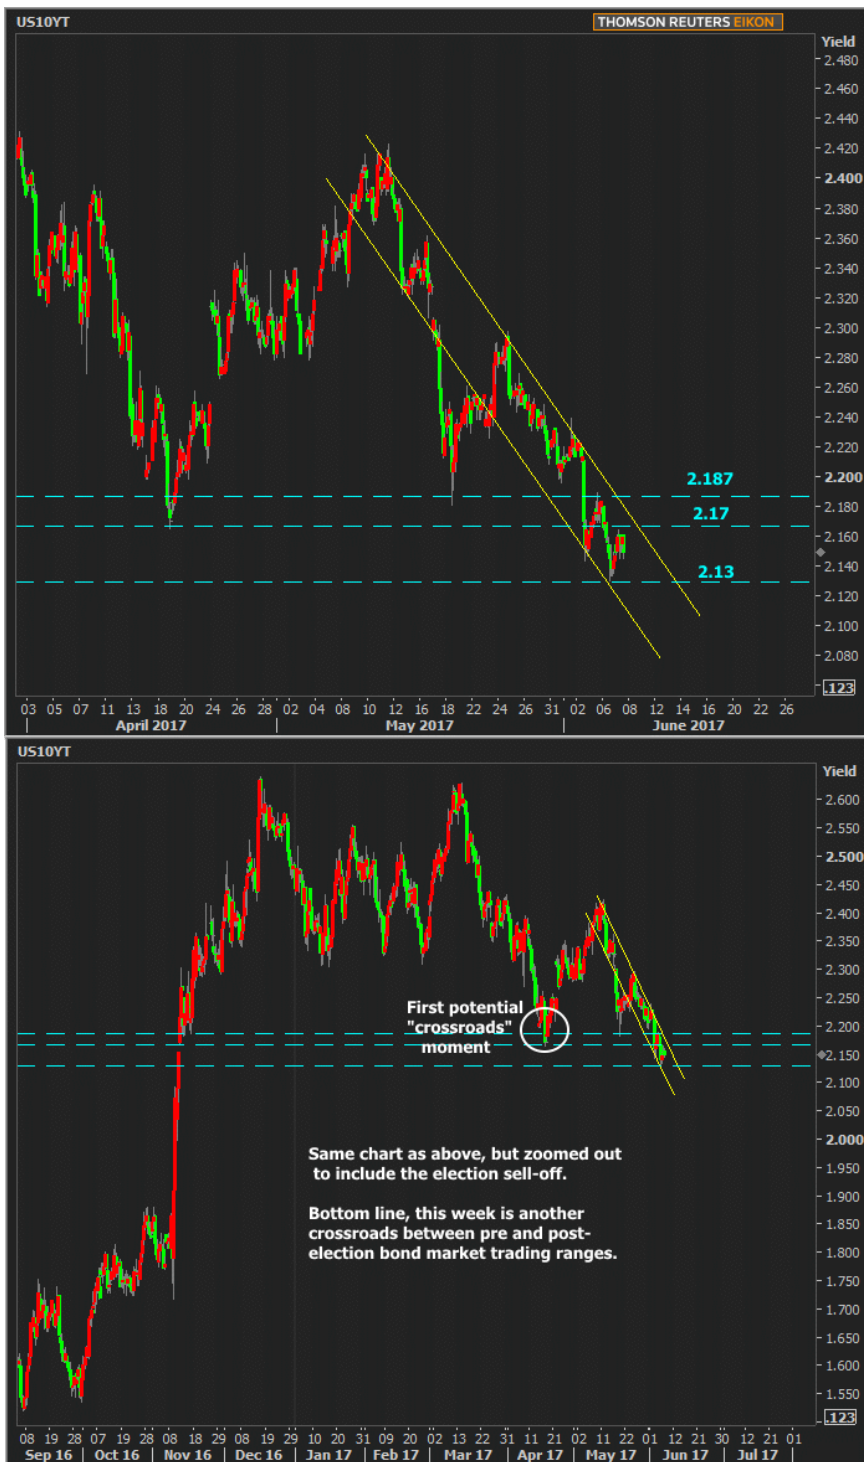 US10YT
THOMSON REUTERS EIKON
Yield
2.480
2.460
2.440
2.420
2.400
2.380
2.360
2.340
2.320
2.300
2.280
2.260
2.240
2.220
2.200
2.187
2.180
2.17
2.160
2.13
2.140
2.120
2.100
2.080
.123
03 05 07 11 13 18 20 24 26 28 02 04 08 10 12 16 18 22 24 26 31 02 06 08 12 14 16 20 22 26
April 2017 May 2017 June 2017
US10YT
Yield
2.600
2.550
2.500
2.450
2.400
2.350
2.300
2.250
2.200
2.150
2.100
2.000
1.950
1.900
1.850
1.800
1.750
1.700
1.650
1.600
1.550
.123
First potential
"crossroads"
moment
Same chart as above, but zoomed out
to include the election sell-off.
Bottom line, this week is another
crossroads between pre and post-
election bond market trading ranges.
08 19 28 07 19 28 08 18 29 08 19 29 11 23 02 13 23 02 13 22 31 11 21 02 11 22 01 12 21 30 12 21 01
Sep 16 Oct 16 Nov 16 Dec 16 Jan 17 Feb 17 Mar 17 Apr 17 May 17 Jun 17 Jul 17